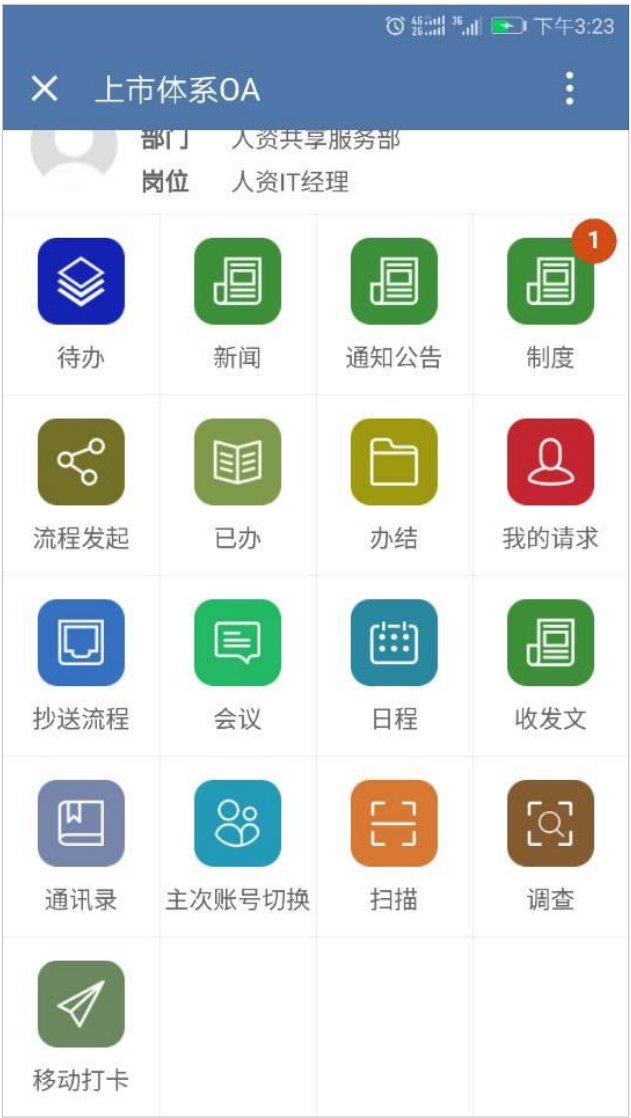 4G 2G 3G 下午3:23
上市体系OA
部门 人资共享服务部
岗位 人资IT经理
1
待办 新闻 通知公告 制度
流程发起 已办 办结 我的请求
抄送流程 会议 日程 收发文
通讯录 主次账号切换 扫描 调查
移动打卡